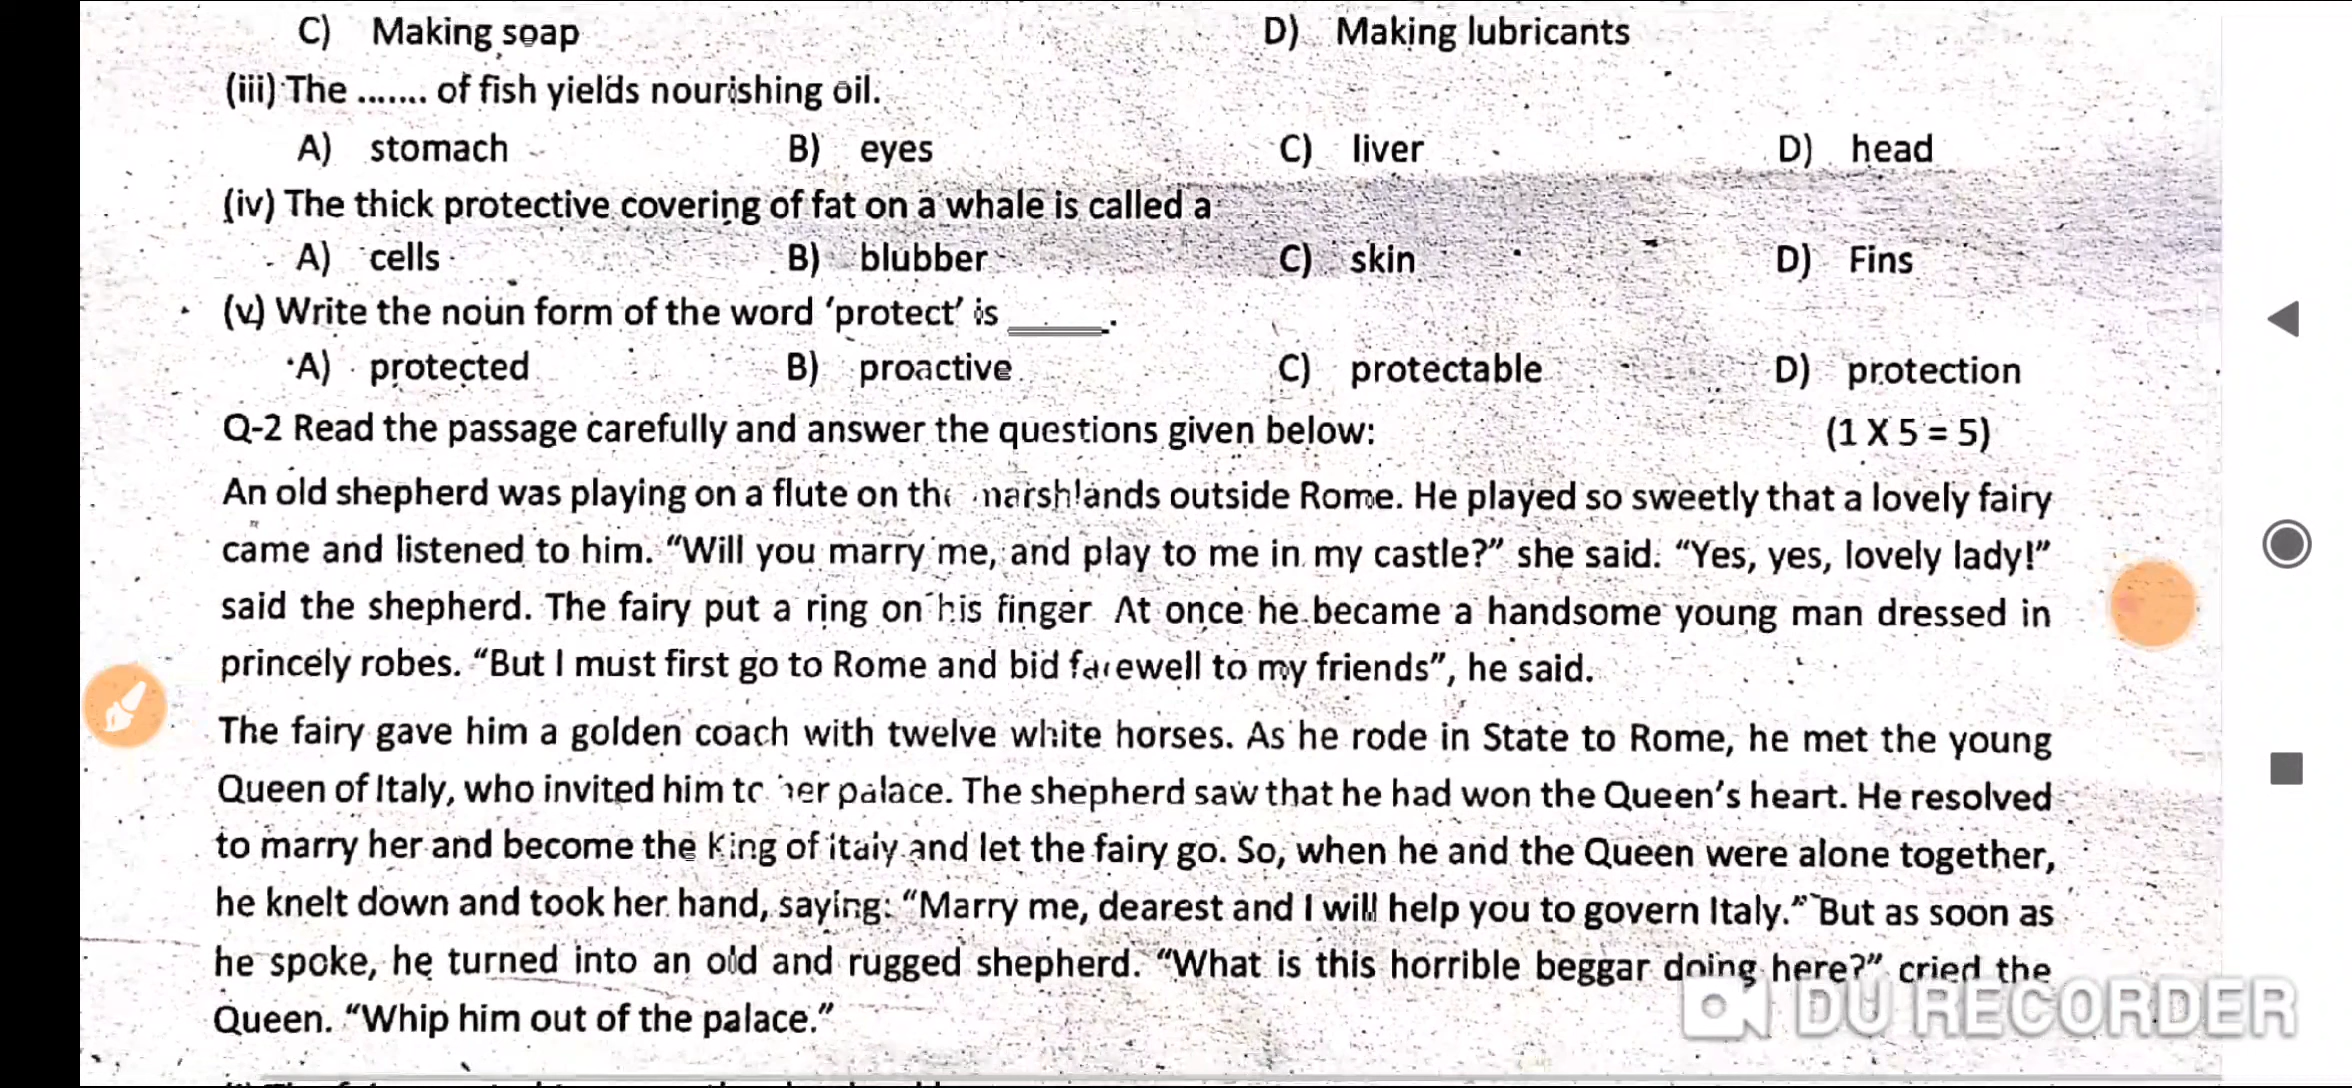 C) Making soap D) Making lubricants
(iii) The ....... of fish yields nourishing oil.
A) stomach B) eyes C) liver D) head
(iv) The thick protective covering of fat on a whale is called a
A) cells B) blubber C) skin D) Fins
(v) Write the noun form of the word ‘protect’ is ______.
A) protected B) proactive C) protectable D) protection
Q-2 Read the passage carefully and answer the questions given below: (1 X 5 = 5)
An old shepherd was playing on a flute on the marshlands outside Rome. He played so sweetly that a lovely fairy
came and listened to him. “Will you marry me, and play to me in my castle?” she said. “Yes, yes, lovely lady!”
said the shepherd. The fairy put a ring on his finger At once he became a handsome young man dressed in
princely robes. “But I must first go to Rome and bid farewell to my friends”, he said.
The fairy gave him a golden coach with twelve white horses. As he rode in State to Rome, he met the young
Queen of Italy, who invited him to her palace. The shepherd saw that he had won the Queen’s heart. He resolved
to marry her and become the King of italy and let the fairy go. So, when he and the Queen were alone together,
he knelt down and took her hand, saying: “Marry me, dearest and I will help you to govern Italy.” But as soon as
he spoke, he turned into an old and rugged shepherd. “What is this horrible beggar doing here?” cried the
Queen. “Whip him out of the palace.”
DU RECORDER